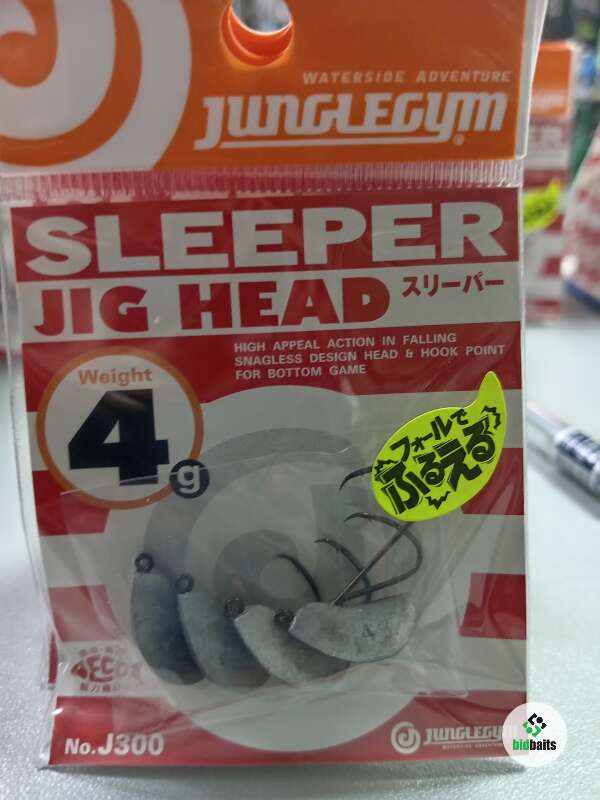 WATERSIDE ADVENTURE
JUNGLEGYM
SLEEPER
JIG HEAD スリーパー
HIGH APPEAL ACTION IN FALLING
SNAGLESS DESIGN HEAD & HOOK POINT
FOR BOTTOM GAME
Weight
4
g
フォールで
ふるえる
4
ECOP
No.J300
JUNGLEGYM
WATERSIDE ADVENTURE
bidbaits